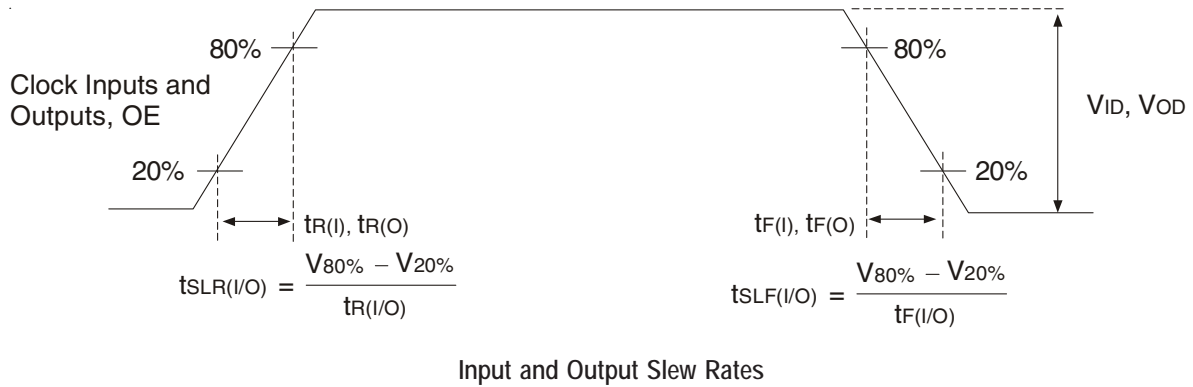 80%
80%
Clock Inputs and
Outputs, OE
VID, VOD
20%
20%
tR(I), tR(O)
tF(I), tF(O)
tSLR(I/O) = V80% – V20%
tR(I/O)
tSLF(I/O) = V80% – V20%
tF(I/O)
Input and Output Slew Rates